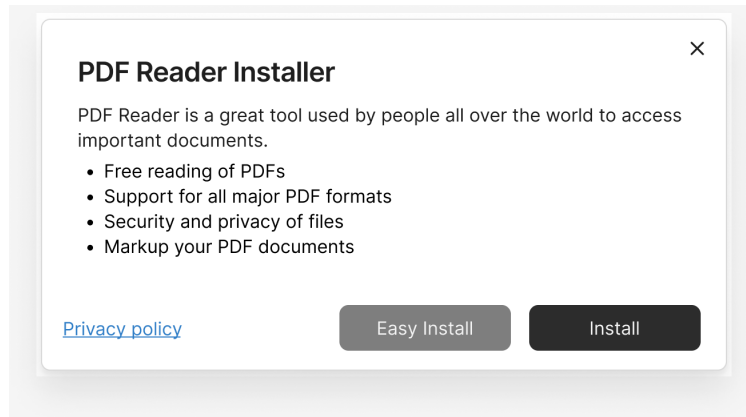 PDF Reader Installer
PDF Reader is a great tool used by people all over the world to access
important documents.
• Free reading of PDFs
• Support for all major PDF formats
• Security and privacy of files
• Markup your PDF documents
Privacy policy
Easy Install
Install